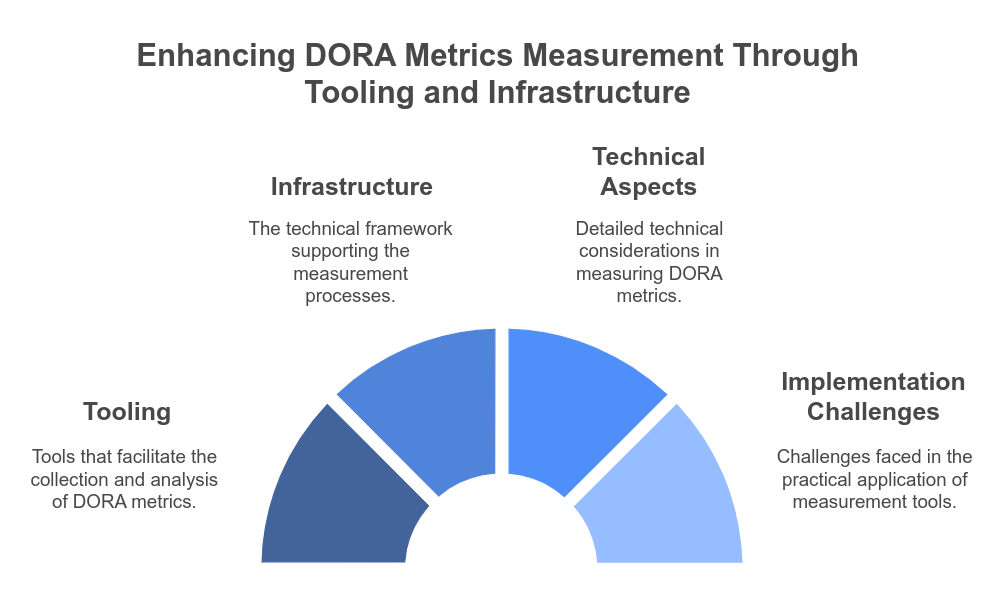 Enhancing DORA Metrics Measurement Through
Tooling and Infrastructure
Technical
Aspects
Infrastructure
The technical framework
supporting the
measurement
processes.
Detailed technical
considerations in
measuring DORA
metrics.
Implementation
Challenges
Tooling
Tools that facilitate the
collection and analysis
of DORA metrics.
Challenges faced in the
practical application of
measurement tools.